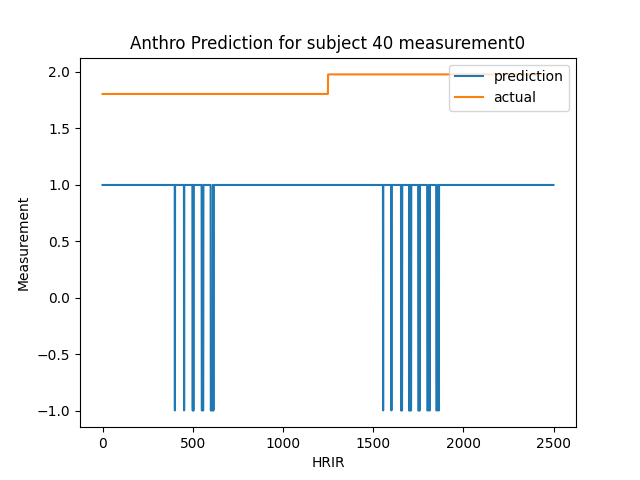 Anthro Prediction for subject 40 measurement0
prediction
actual
2.0
1.5
1.0
0.5
0.0
−0.5
−1.0
Measurement
0 500 1000 1500 2000 2500
HRIR